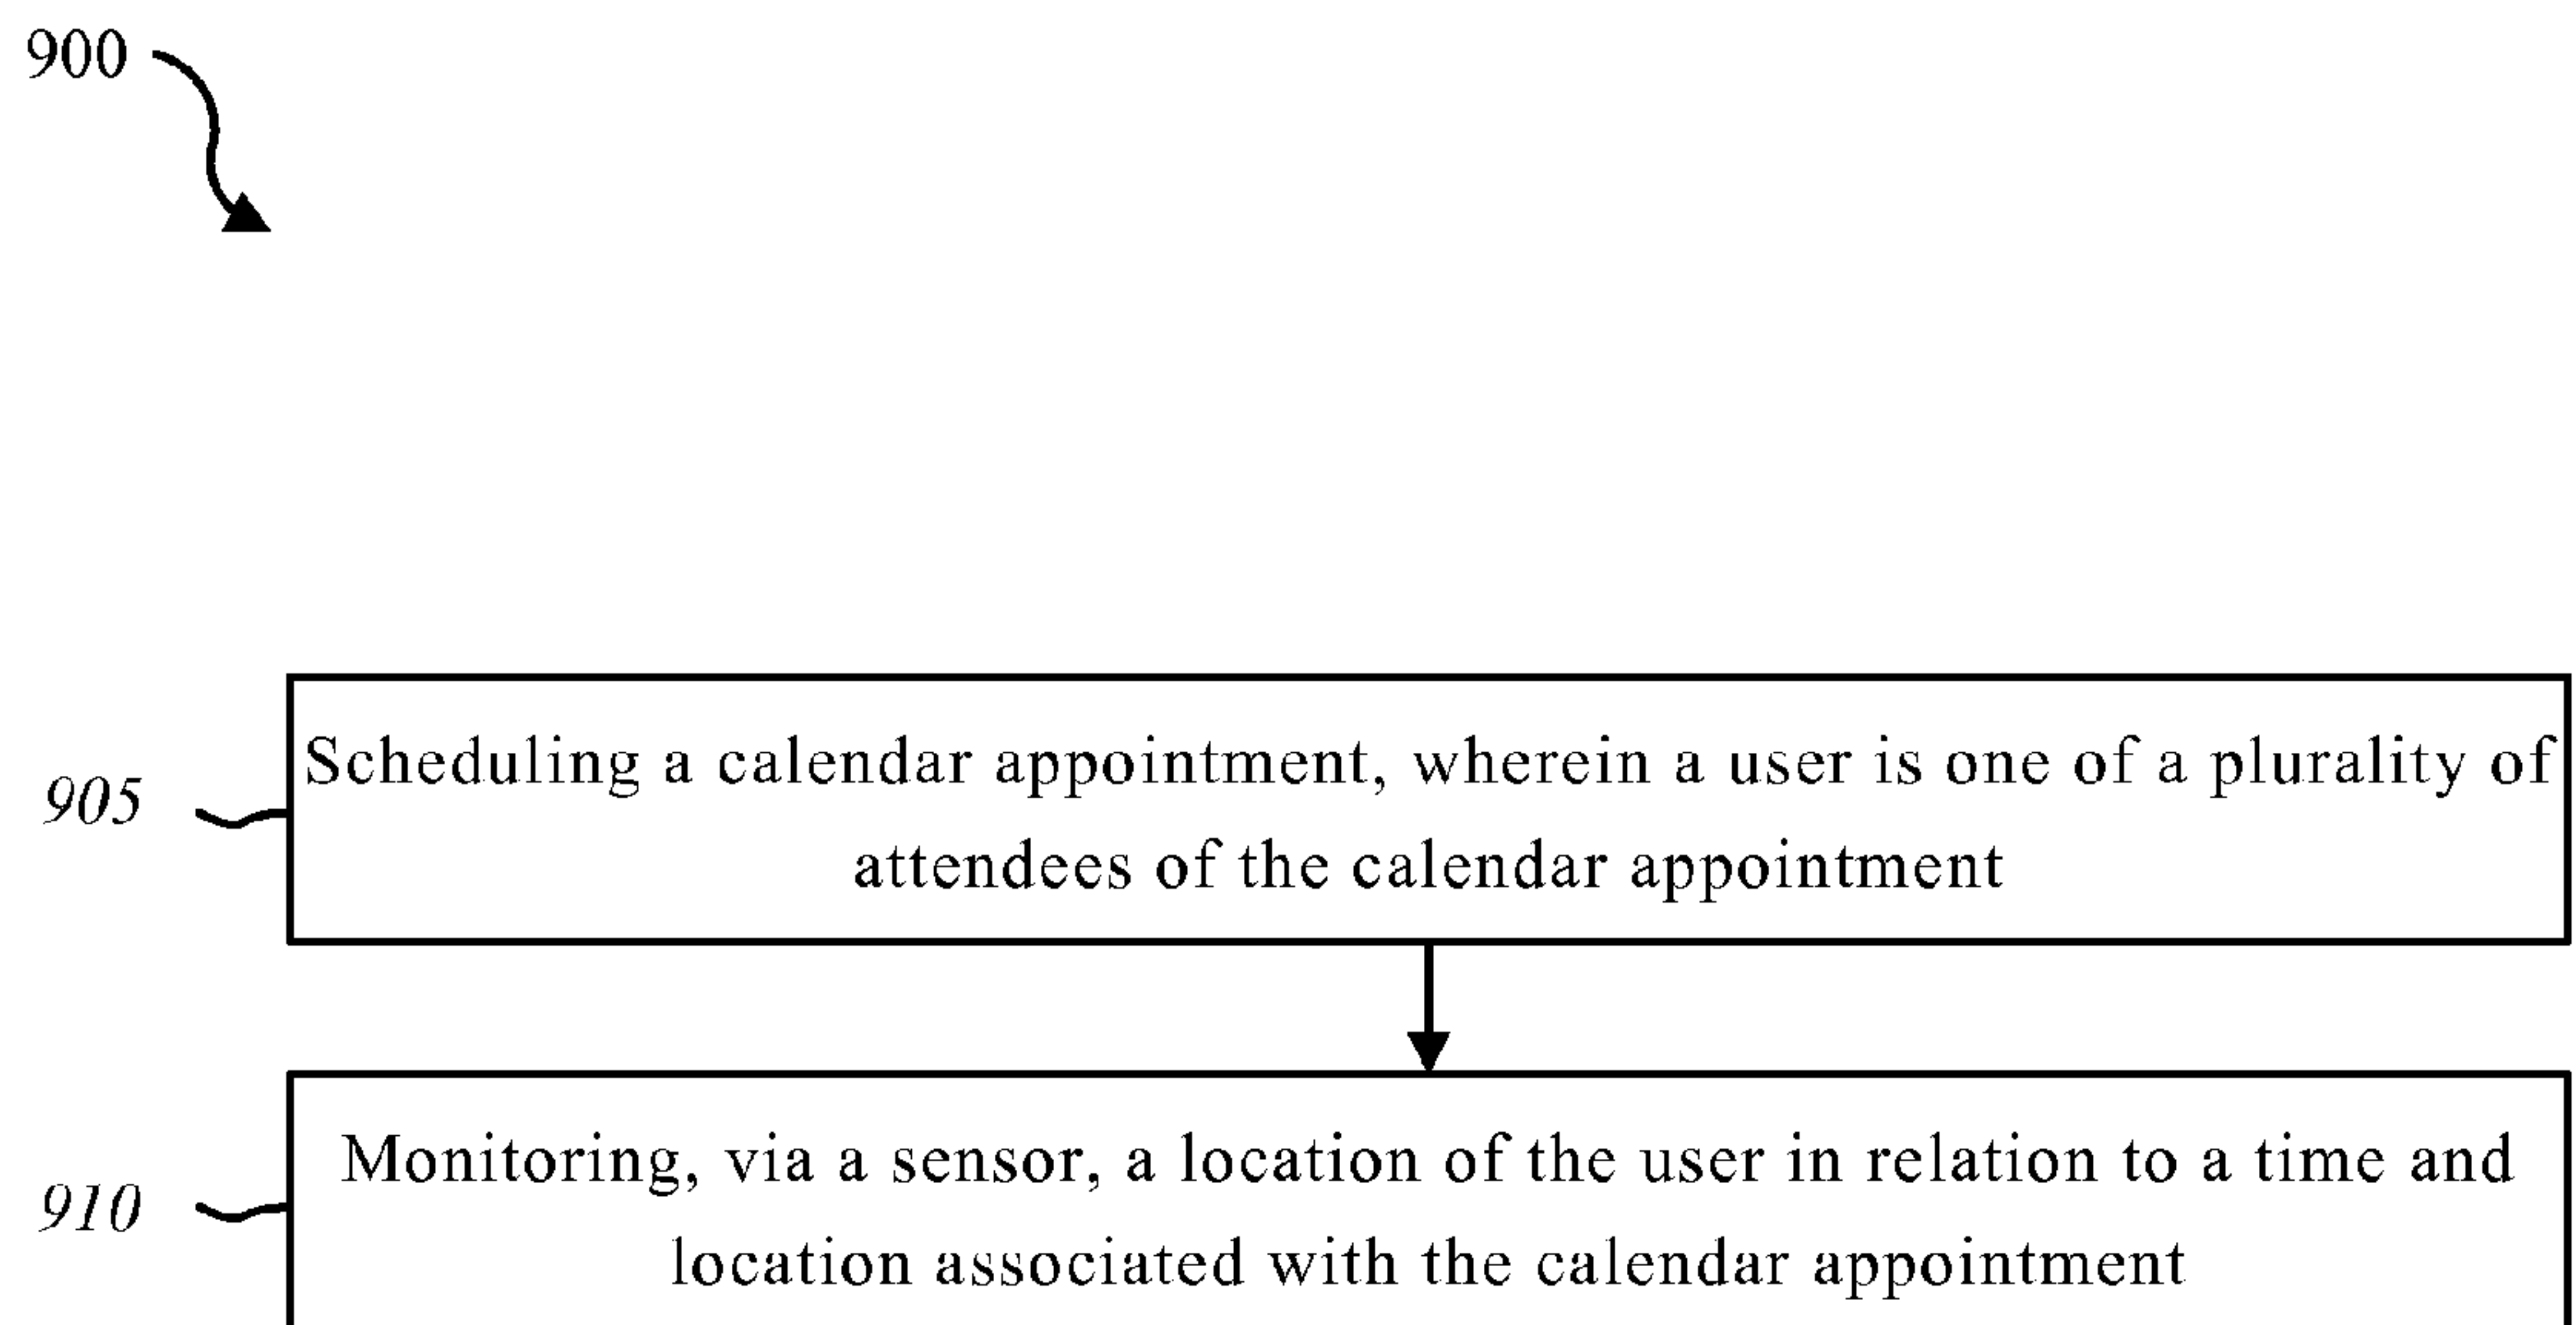 900
Scheduling a calendar appointment, wherein a user is one of a plurality of
905
attendees of the calendar appointment
Monitoring, via a sensor, a location of the user in relation to a time and
910
location associated with the calendar appointment